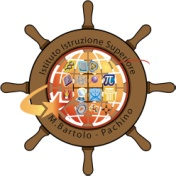 Istituto Istruzione Superiore
M. Bartolo - Pachino